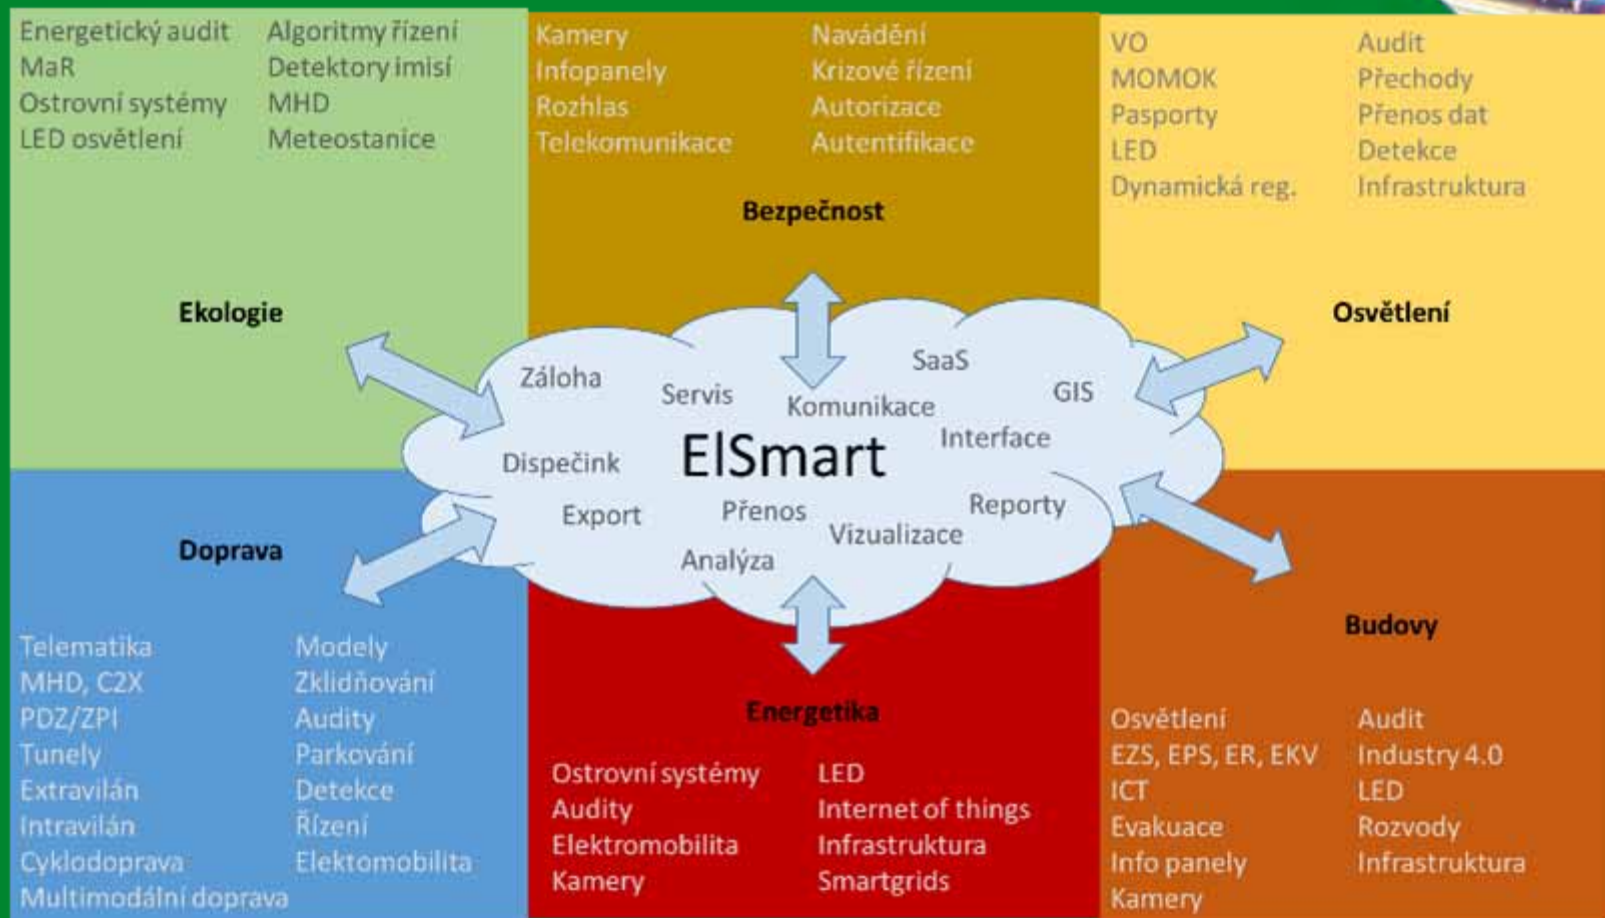 Energetický audit
MaR
Ostrovní systémy
LED osvětlení
Algoritmy řízení
Detektory imisí
MHD
Meteostanice
Ekologie
Kamery
Infopanely
Rozhlas
Telekomunikace
Navádění
Krizové řízení
Autorizace
Autentifikace
Bezpečnost
VO
MOMOK
Pasporty
LED
Dynamická reg.
Audit
Přechody
Přenos dat
Detekce
Infrastruktura
Osvětlení
Záloha
Servis
Komunikace
SaaS
GIS
Dispečink
ElSmart
Interface
Export
Přenos
Reporty
Analýza
Vizualizace
Doprava
Telematika
MHD, C2X
PDZ/ZPI
Tunely
Extravilán
Intravilán
Cyklodoprava
Multimodální doprava
Modely
Zklidňování
Audity
Parkování
Detekce
Řízení
Elektomobilita
Energetika
Ostrovní systémy
Audity
Elektromobilita
Kamery
LED
Internet of things
Infrastruktura
Smartgrids
Budovy
Osvětlení
EZS, EPS, ER, EKV
ICT
Evakuace
Info panely
Kamery
Audit
Industry 4.0
LED
Rozvody
Infrastruktura